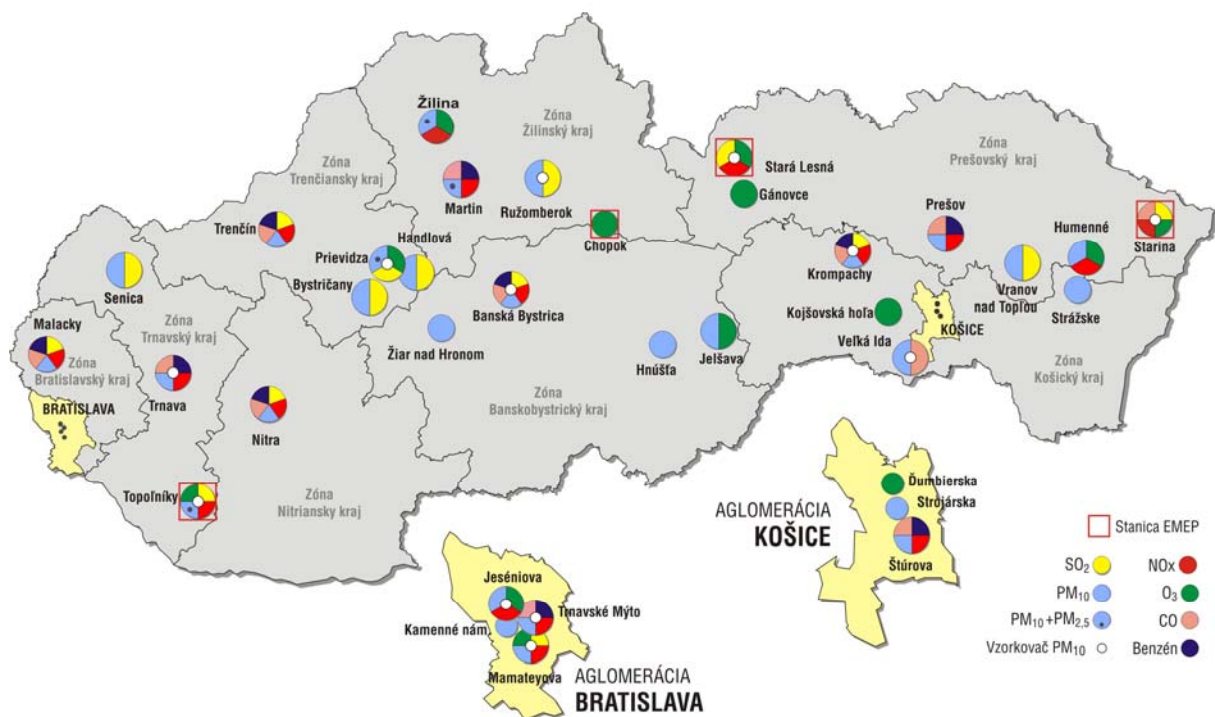 Žilina
Zóna
Žilinský kraj
Zóna
Trenčiansky kraj
Martin
Ružomberok
Stará Lesná
Gánovce
Zóna
Prešovský kraj
Trenčín
Handlová
Prievidza
Bystričany
Chopok
Prešov
Humenné
Starina
Krompachy
Senica
Banská Bystrica
Vranov
nad Topľou
Strážske
Malacky
Zóna
Bratislavský kraj
Zóna
Trnavský kraj
Žiar nad Hronom
Hnúšťa
Jelšava
Kojšovská hoľa
KOŠICE
Veľká Ida
Zóna
Košický kraj
BRATISLAVA
Trnava
Nitra
Zóna
Banskobystrický kraj
Topoľníky
Zóna
Nitriansky kraj
AGLOMERÁCIA
KOŠICE
Ďumbierska
Strojárska
Štúrova
Jeséniova
Trnavské Mýto
Kamenné nám.
Mamateyova
AGLOMERÁCIA
BRATISLAVA
Stanica EMEP
SO2 NOx
PM10 O3
PM10+PM2,5 CO
Vzorkovač PM10 Benzén